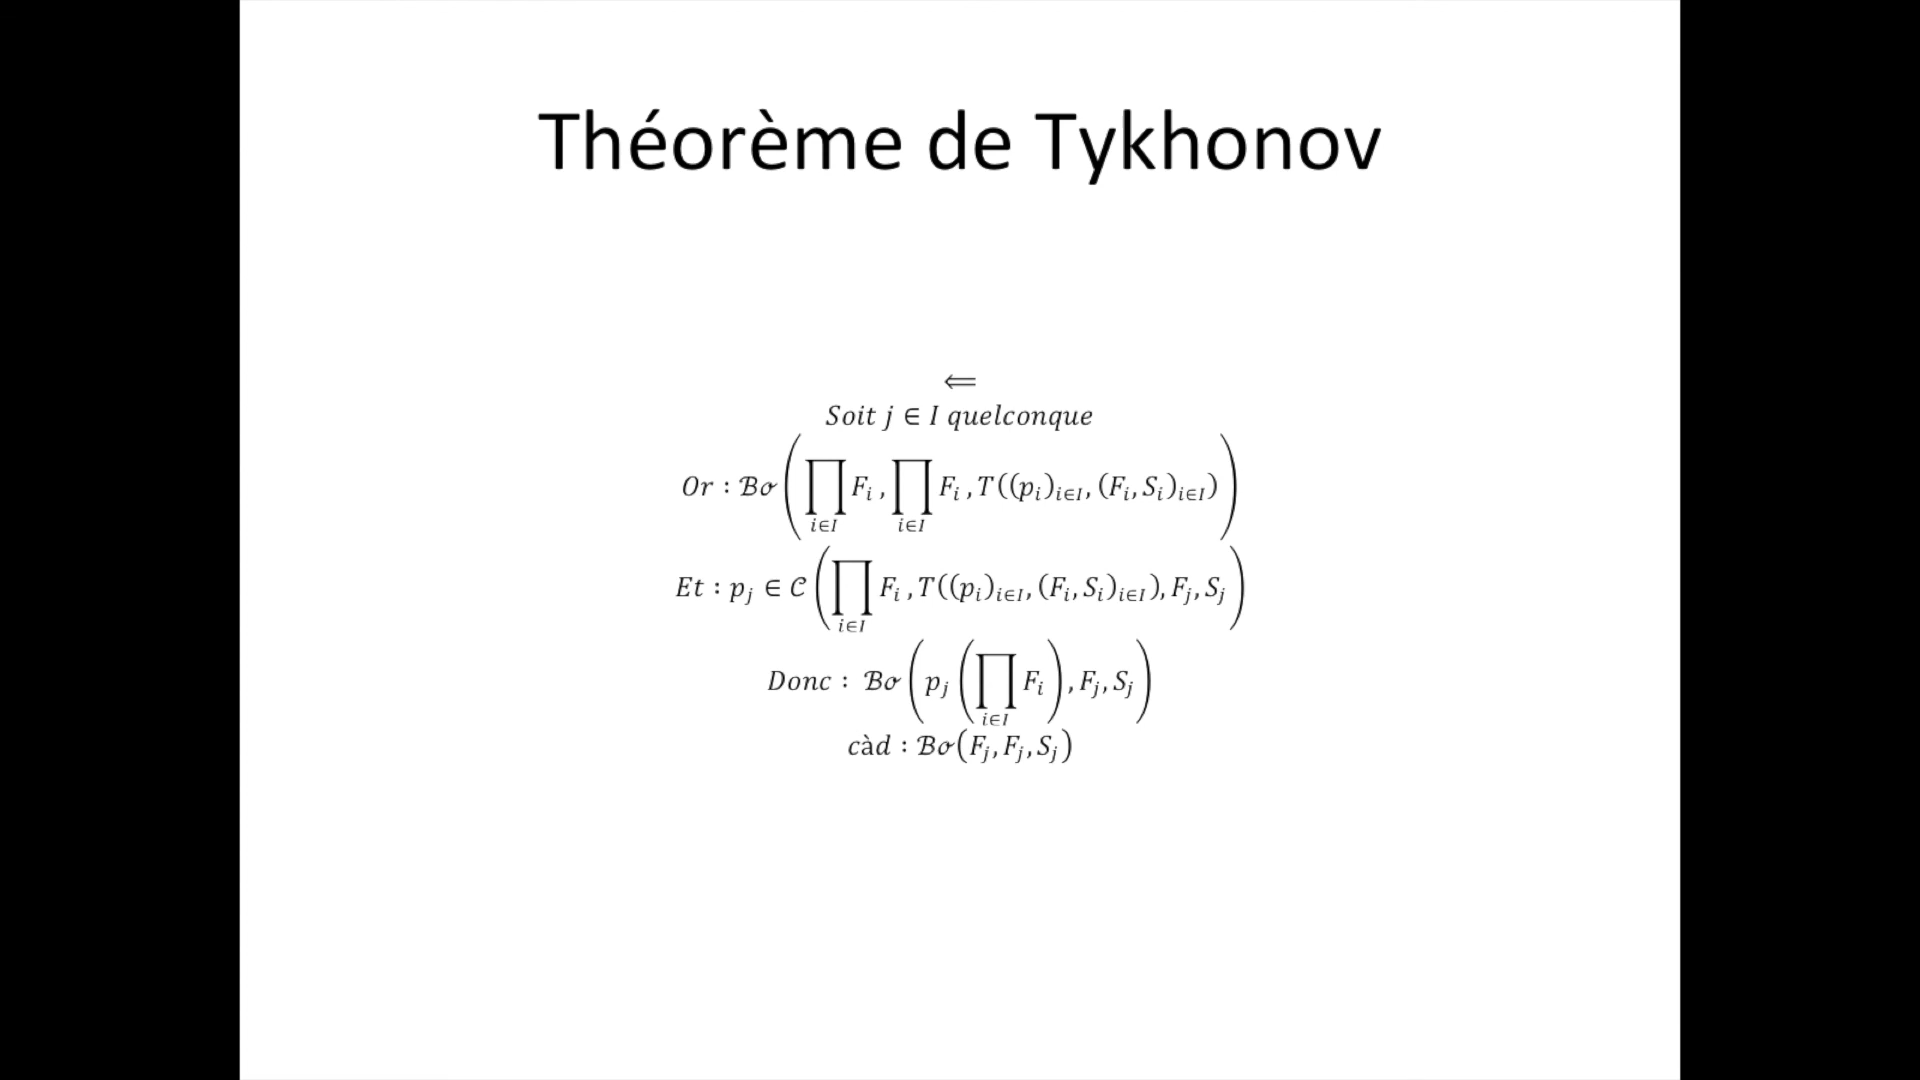 Théorème de Tykhonov
⇐
Soit j ∈ I quelconque
Or : ℬℴ(∏_{i∈I} F_i , ∏_{i∈I} F_i , T((p_i)_{i∈I}, (F_i, S_i)_{i∈I}))
Et : p_j ∈ 𝒞(∏_{i∈I} F_i , T((p_i)_{i∈I}, (F_i, S_i)_{i∈I}), F_j, S_j)
Donc : ℬℴ(p_j(∏_{i∈I} F_i), F_j, S_j)
càd : ℬℴ(F_j, F_j, S_j)